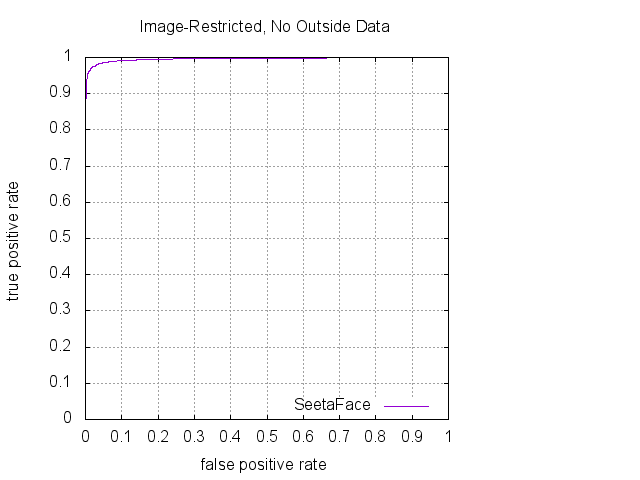 Image-Restricted, No Outside Data
1
0.9
0.8
0.7
0.6
0.5
0.4
0.3
0.2
0.1
0
true positive rate
SeetaFace
0 0.1 0.2 0.3 0.4 0.5 0.6 0.7 0.8 0.9 1
false positive rate